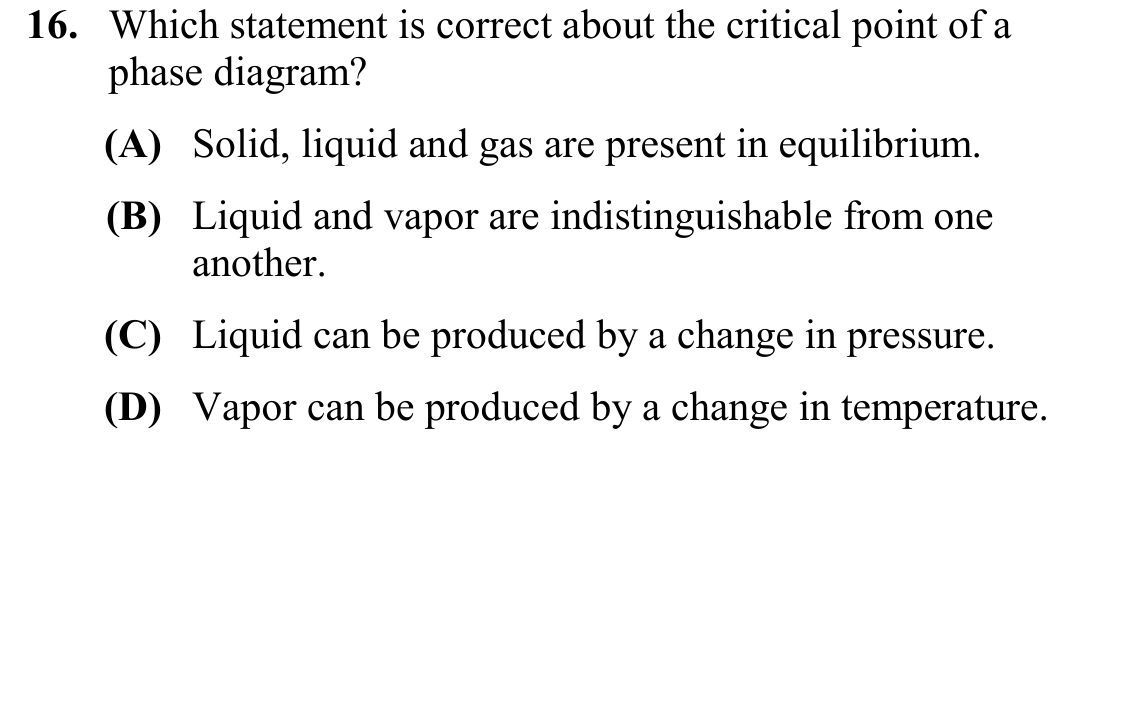 16. Which statement is correct about the critical point of a
phase diagram?
(A) Solid, liquid and gas are present in equilibrium.
(B) Liquid and vapor are indistinguishable from one
another.
(C) Liquid can be produced by a change in pressure.
(D) Vapor can be produced by a change in temperature.